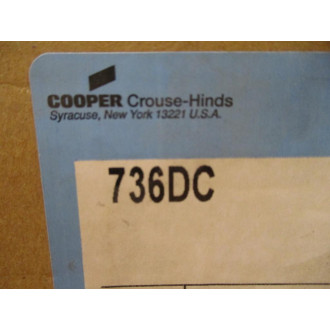 COOPER Crouse-Hinds
Syracuse, New York 13221 U.S.A.
736DC